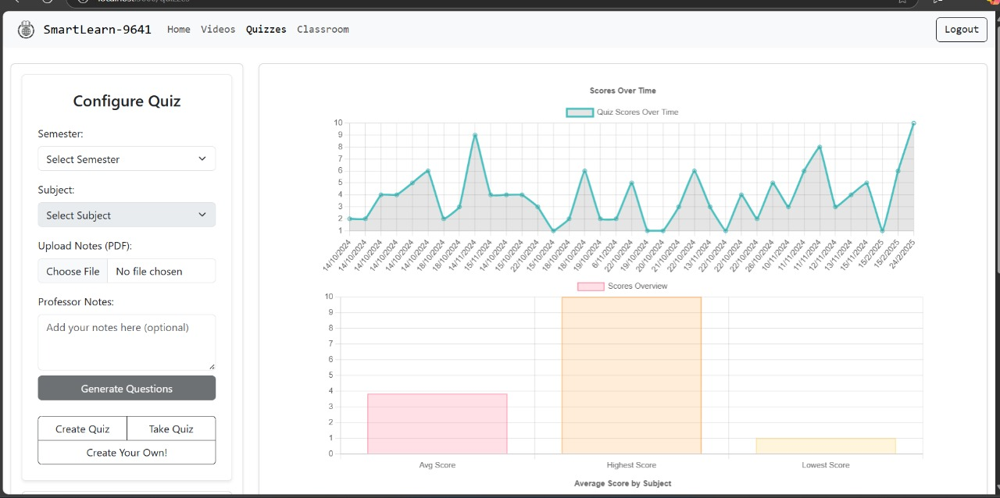 SmartLearn-9641 Home Videos Quizzes Classroom Logout
Configure Quiz
Semester:
Select Semester
Subject:
Select Subject
Upload Notes (PDF):
Choose File No file chosen
Professor Notes:
Add your notes here (optional)
Generate Questions
Create Quiz Take Quiz
Create Your Own!
Scores Over Time
Quiz Scores Over Time
10
9
8
7
6
5
4
3
2
1
14/10/2024 14/10/2024 14/10/2024 14/10/2024 14/10/2024 14/10/2024 18/10/2024 18/10/2024 14/11/2024 15/10/2024 14/10/2024 15/10/2024 22/10/2024 15/10/2024 18/10/2024 18/10/2024 19/10/2024 6/11/2024 22/10/2024 19/10/2024 20/10/2024 21/10/2024 22/10/2024 13/11/2024 22/10/2024 22/10/2024 22/10/2024 26/10/2024 10/11/2024 11/11/2024 11/11/2024 12/11/2024 13/11/2024 15/11/2024 15/2/2025 15/2/2025 24/2/2025
Scores Overview
10
9
8
7
6
5
4
3
2
1
0
Avg Score Highest Score Lowest Score
Average Score by Subject